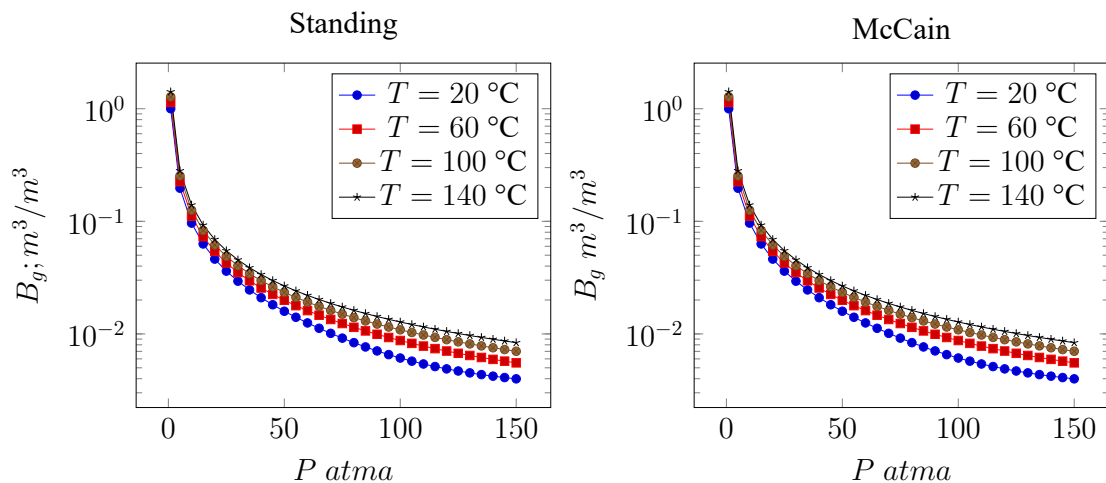 Standing
T = 20 °C
T = 60 °C
T = 100 °C
T = 140 °C
10^0
10^-1
10^-2
B_g; m^3/m^3
0 50 100 150
P atma
McCain
T = 20 °C
T = 60 °C
T = 100 °C
T = 140 °C
10^0
10^-1
10^-2
B_g m^3/m^3
0 50 100 150
P atma